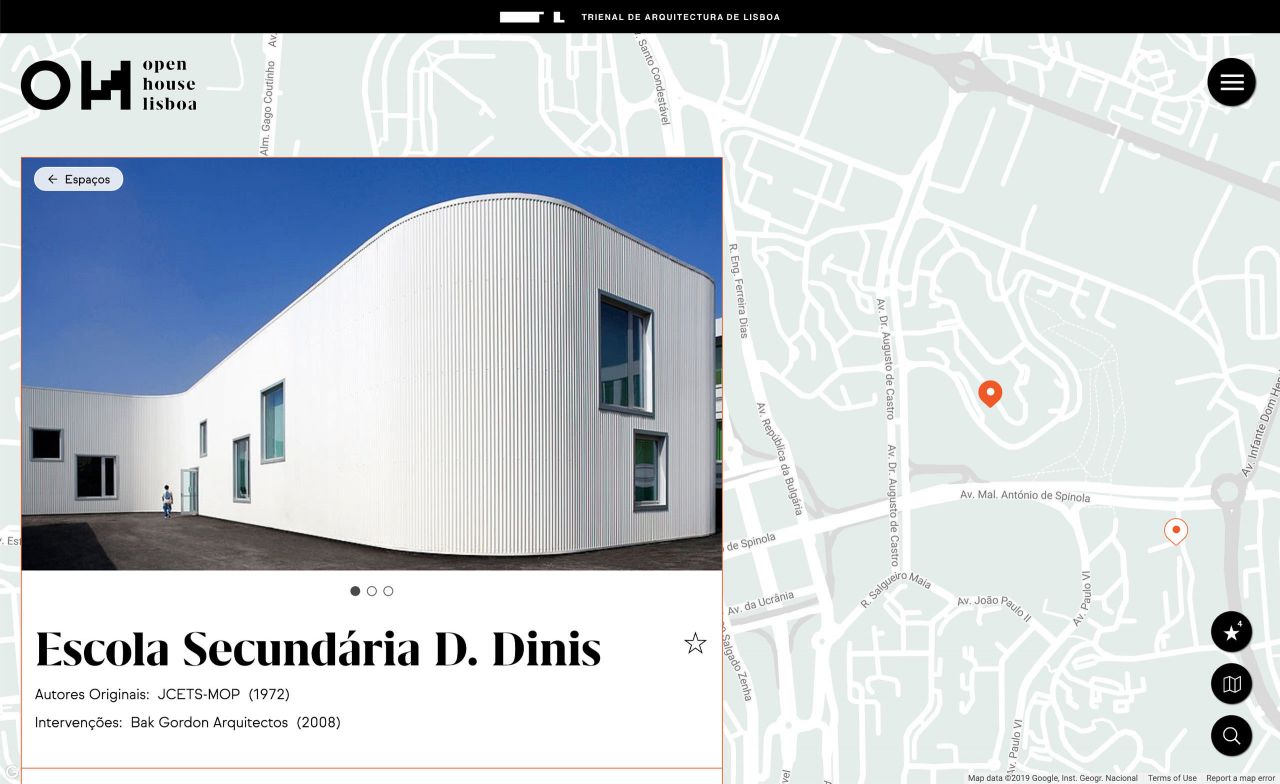 TRIENAL DE ARQUITECTURA DE LISBOA
OH
open
house
lisboa
Espaços
Escola Secundária D. Dinis
Autores Originais: JCETS-MOP (1972)
Intervenções: Bak Gordon Arquitectos (2008)
Alm. Gago Coutinho
Av.
Santo Condestável
R. Eng. Ferreira Dias
Av. Dr. Augusto de Castro
Av. República da Bulgária
Av. Dr. Augusto de Castro
Av. Infante Dom Hen
Av. Mal. António de Spínola
de Spinola
R. Salgueiro Maia
Av. João Paulo II
Av. Paulo VI
Av. da Ucrânia
Salgado Zenha
Av. Paulo VI
4
Map data ©2019 Google, Inst. Geogr. Nacional
Terms of Use
Report a map error